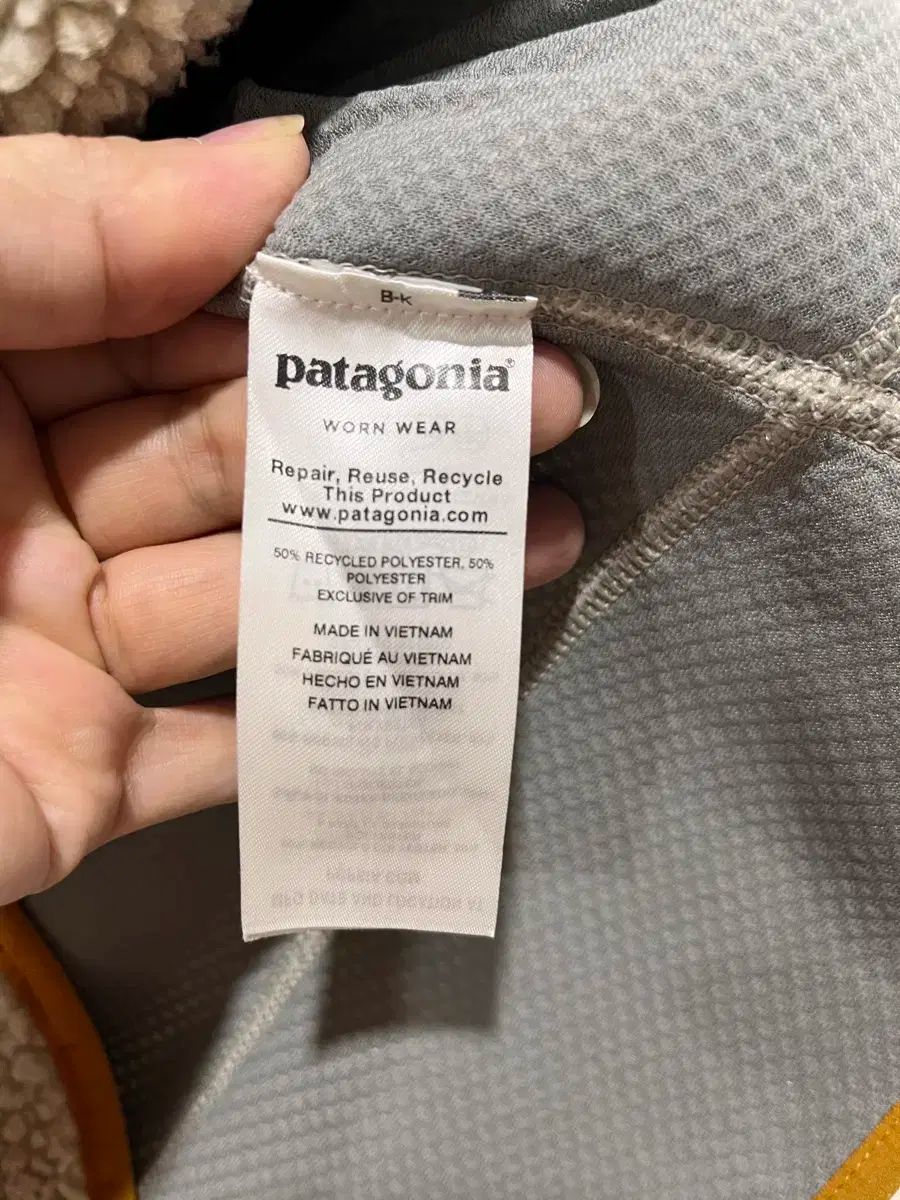 B-K
patagonia®
WORN WEAR
Repair, Reuse, Recycle
This Product
www.patagonia.com
50% RECYCLED POLYESTER, 50%
POLYESTER
EXCLUSIVE OF TRIM
MADE IN VIETNAM
FABRIQUÉ AU VIETNAM
HECHO EN VIETNAM
FATTO IN VIETNAM